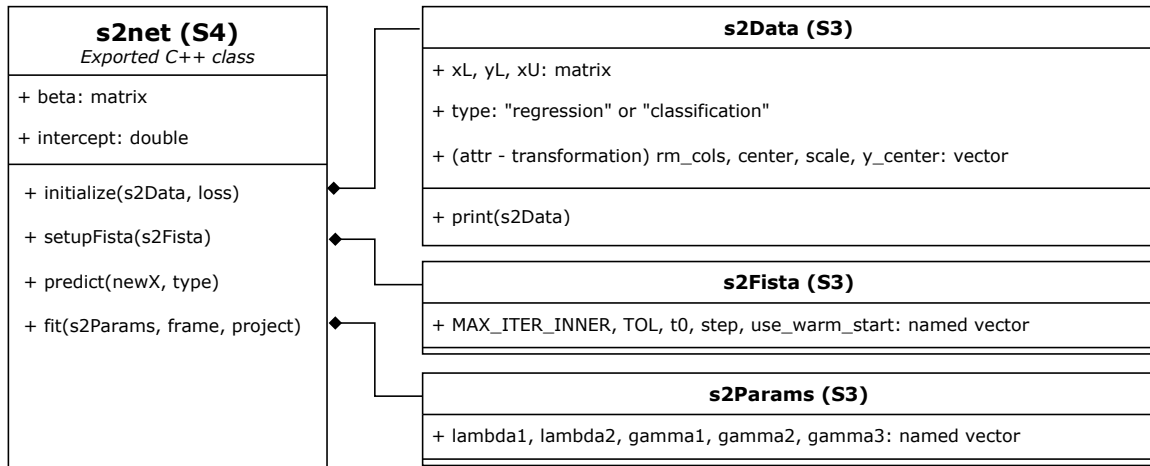 s2net (S4)
Exported C++ class
+ beta: matrix
+ intercept: double
+ initialize(s2Data, loss)
+ setupFista(s2Fista)
+ predict(newX, type)
+ fit(s2Params, frame, project)
s2Data (S3)
+ xL, yL, xU: matrix
+ type: "regression" or "classification"
+ (attr - transformation) rm_cols, center, scale, y_center: vector
+ print(s2Data)
s2Fista (S3)
+ MAX_ITER_INNER, TOL, t0, step, use_warm_start: named vector
s2Params (S3)
+ lambda1, lambda2, gamma1, gamma2, gamma3: named vector